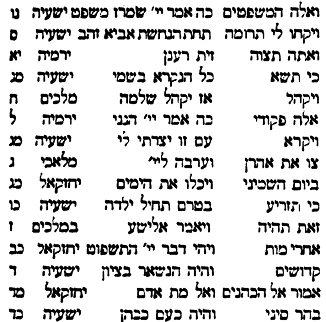 ואלה המשפטים כה אמר יי׳ שמרו משפט ישעיה נו
ויקחו לי תרומה תחת הנחשת אביא זהב ישעיה ס
ואתה תצוה זית רענן ירמיה יא
כי תשא כל הנקרא בשמי ישעיה מג
ויקהל אז יקהל שלמה מלכים ח
אלה פקודי כה אמר יי׳ הנני ירמיה ל
ויקרא עם זו יצרתי לי ישעיה מג
צו את אהרן וערבה ליי׳ מלאכי ג
ביום השמיני ויכלו את הימים יחזקאל מג
כי תזריע בטרם תחיל ילדה ישעיה סו
זאת תהיה ויאמר אלישע במלכים ז
אחרי מות ויהי דבר יי׳ התשפוט יחזקאל כב
קדושים והיה הנשאר בציון ישעיה ד
אמור אל הכהנים ואל מת אדם יחזקאל מד
בהר סיני והיה כעם ככהן ישעיה כד